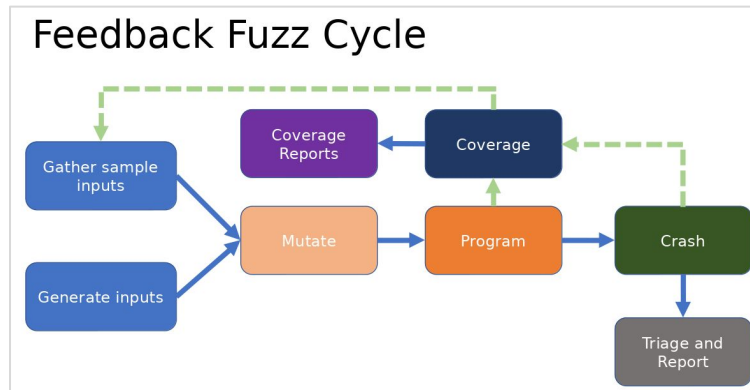 Feedback Fuzz Cycle
Coverage
Reports
Coverage
Gather sample
inputs
Mutate
Program
Crash
Generate inputs
Triage and
Report